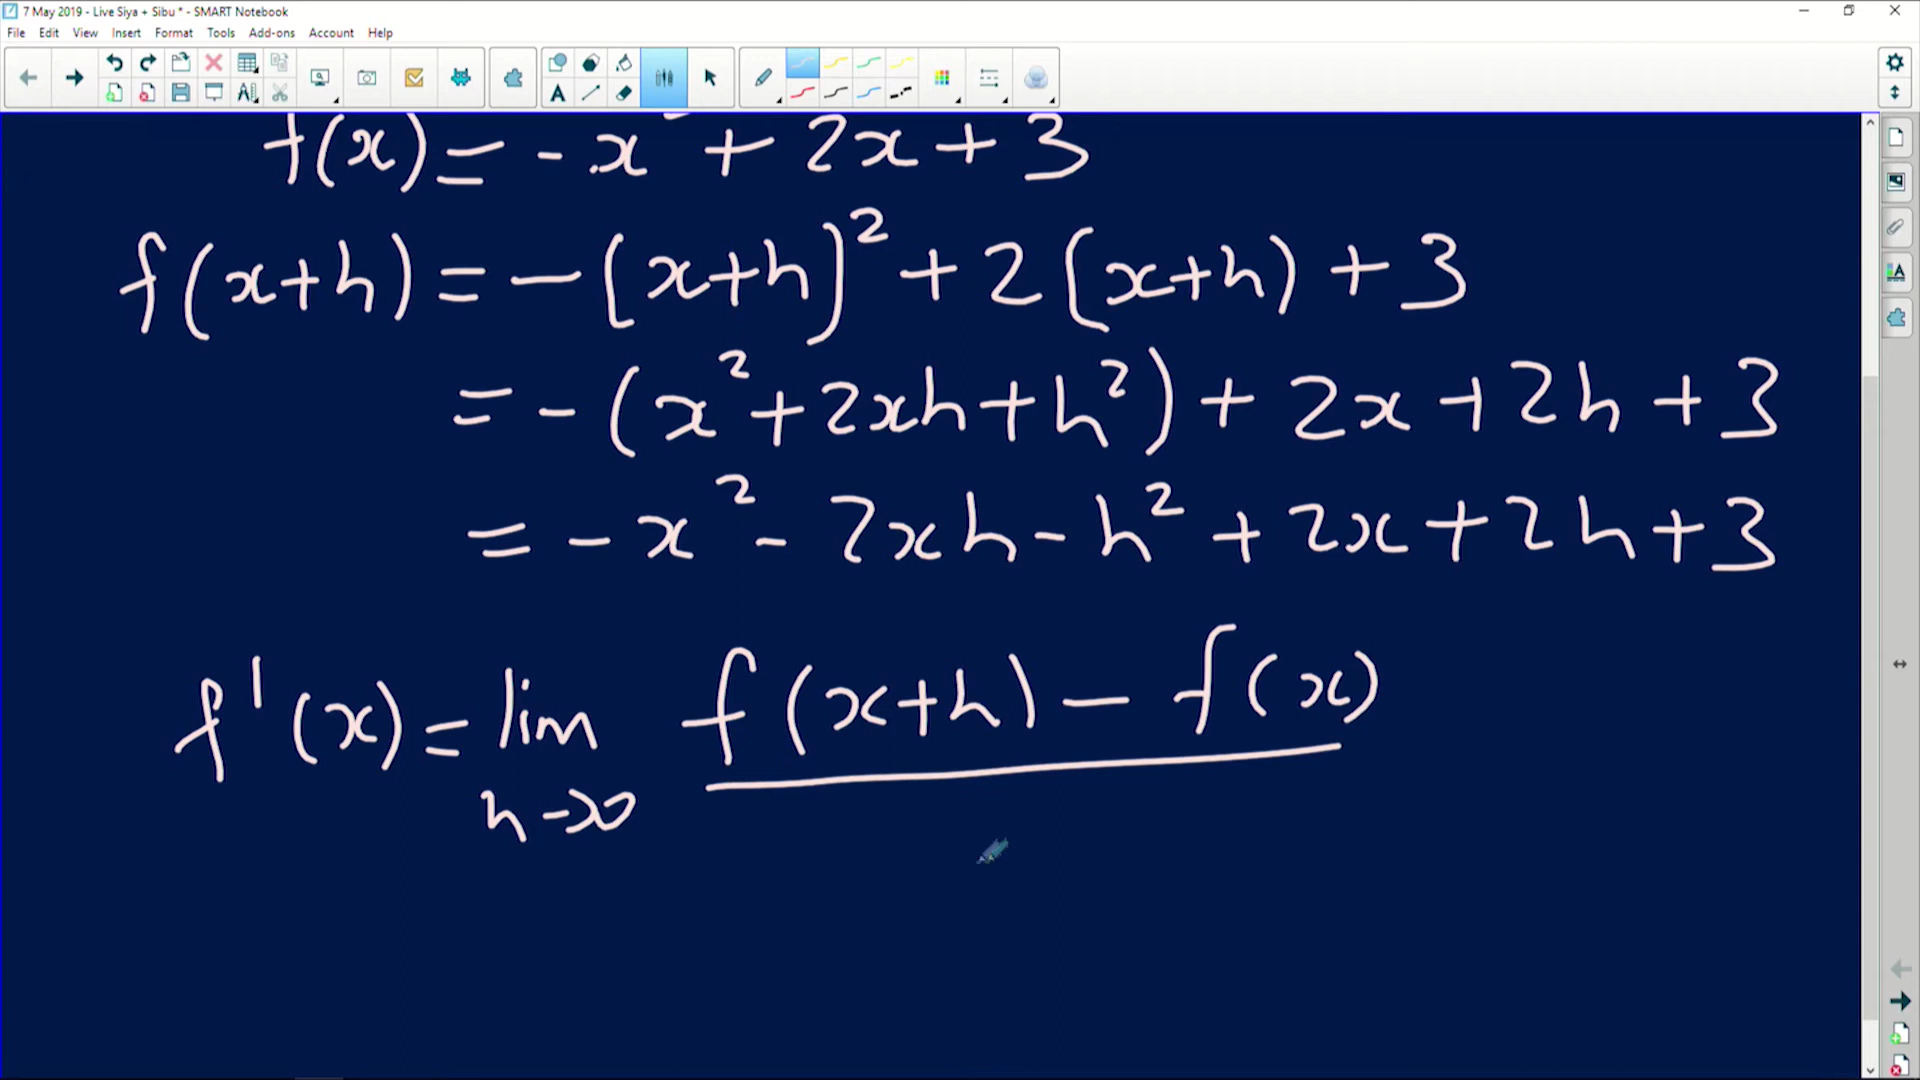 7 May 2019 - Live Siya + Sibu * - SMART Notebook
File Edit View Insert Format Tools Add-ons Account Help
f(x) = -x² + 2x + 3
f(x+h) = -(x+h)² + 2(x+h) + 3
= -(x² + 2xh + h²) + 2x + 2h + 3
= -x² - 2xh - h² + 2x + 2h + 3
f'(x) = lim f(x+h) - f(x)
h→0